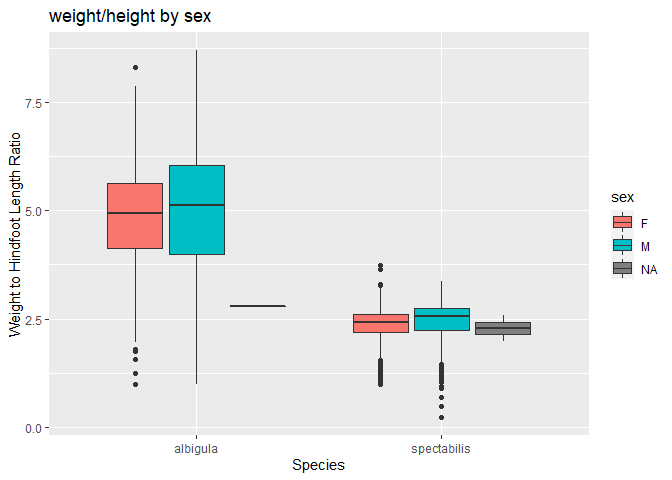 weight/height by sex
Weight to Hindfoot Length Ratio
7.5
5.0
2.5
0.0
albigula
spectabilis
Species
sex
F
M
NA